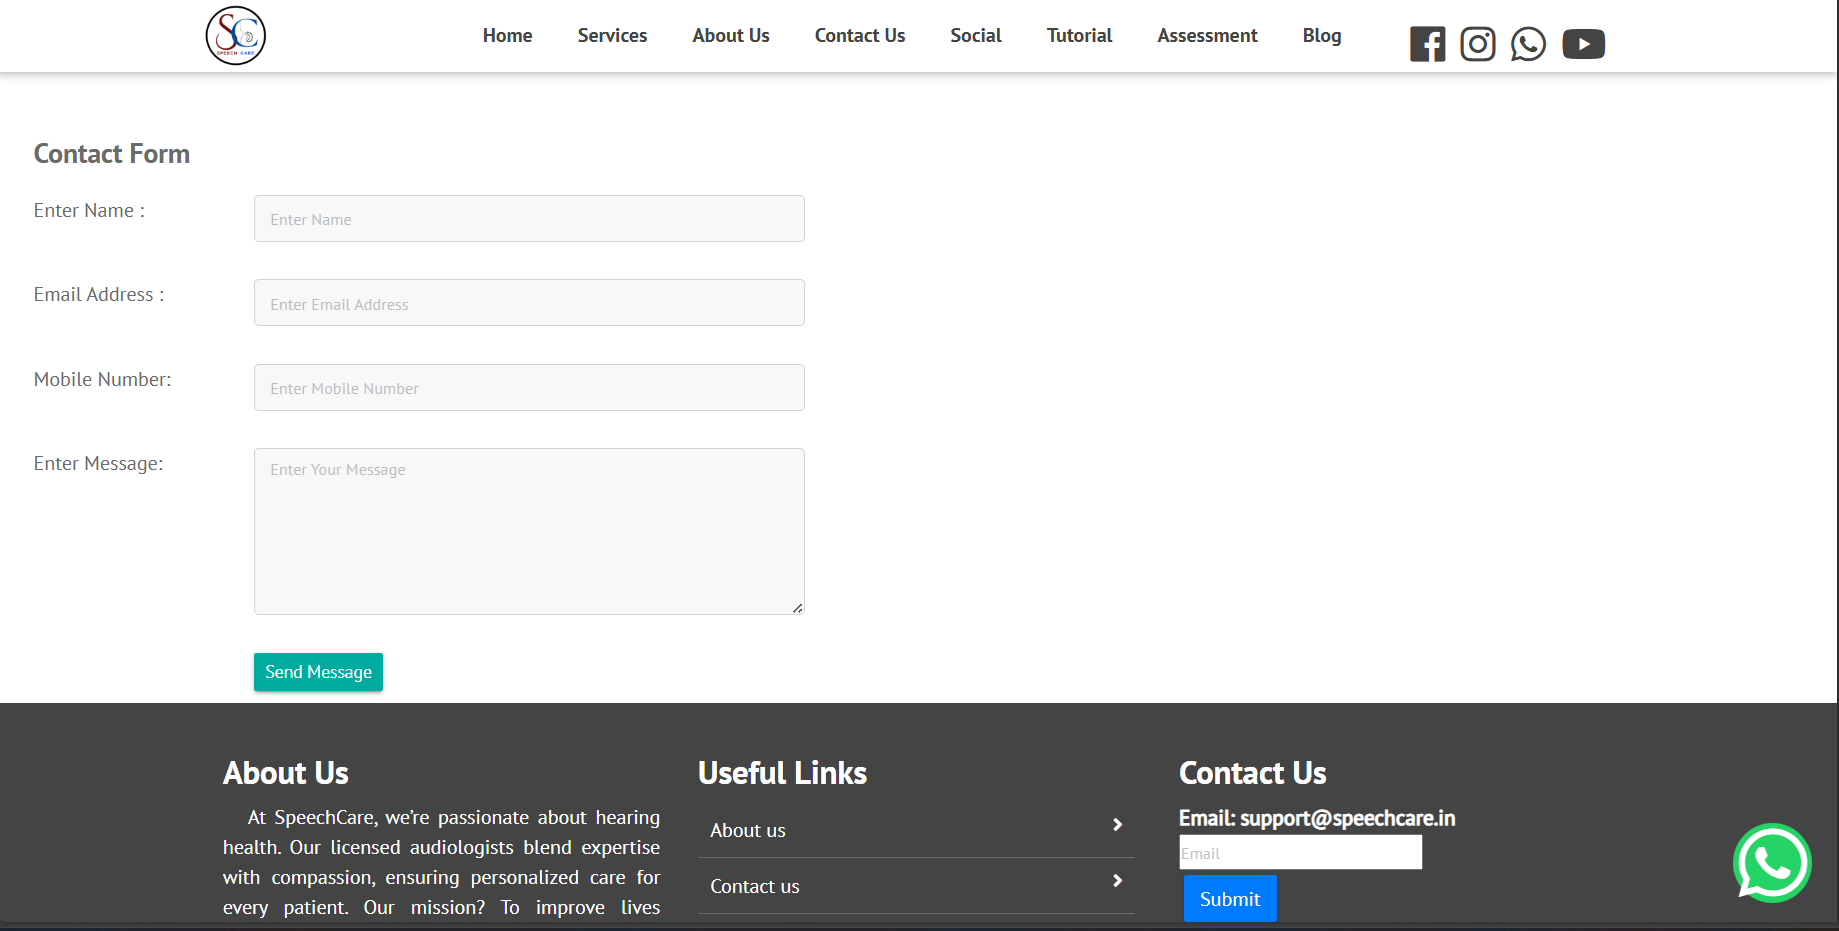 SC
SPEECH CARE
Home Services About Us Contact Us Social Tutorial Assessment Blog
Contact Form
Enter Name :
Enter Name
Email Address :
Enter Email Address
Mobile Number:
Enter Mobile Number
Enter Message:
Enter Your Message
Send Message
About Us
At SpeechCare, we’re passionate about hearing
health. Our licensed audiologists blend expertise
with compassion, ensuring personalized care for
every patient. Our mission? To improve lives
Useful Links
About us
Contact us
Contact Us
Email: support@speechcare.in
Email
Submit